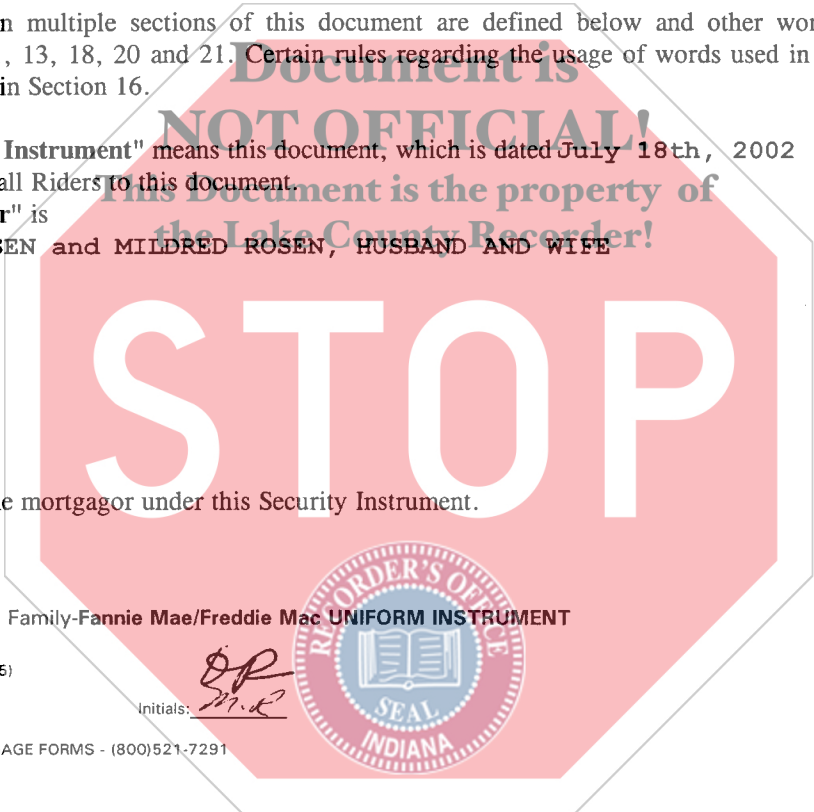 n multiple sections of this document are defined below and other wor
, 13, 18, 20 and 21. Certain rules regarding the usage of words used in
in Section 16.
Document is
NOT OFFICIAL!
Instrument" means this document, which is dated July 18th, 2002
all Riders to this document.
This Document is the property of
r" is
the Lake County Recorder!
SEN and MILDRED ROSEN, HUSBAND AND WIFE
STOP
e mortgagor under this Security Instrument.
RECORDER'S OFFICE
SEAL
INDIANA
Family-Fannie Mae/Freddie Mac UNIFORM INSTRUMENT
5)
DR
Initials: M.R
AGE FORMS - (800)521-7291